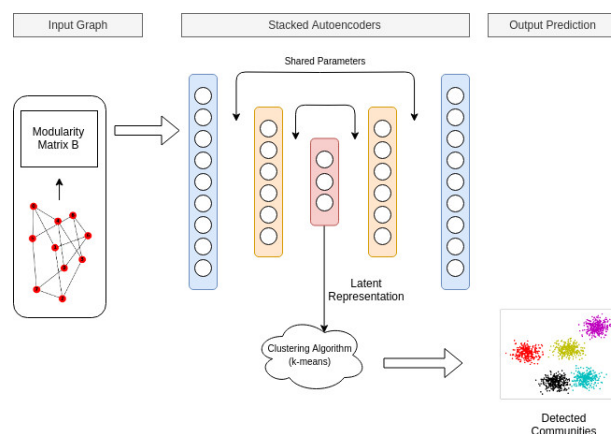 Input Graph
Stacked Autoencoders
Output Prediction
Shared Parameters
Modularity
Matrix B
Latent
Representation
Clustering Algorithm
(k-means)
Detected
Communities